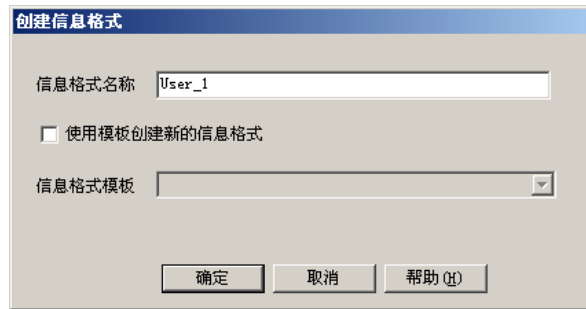 创建信息格式
信息格式名称 User_1
使用模板创建新的信息格式
信息格式模板
确定 取消 帮助(H)